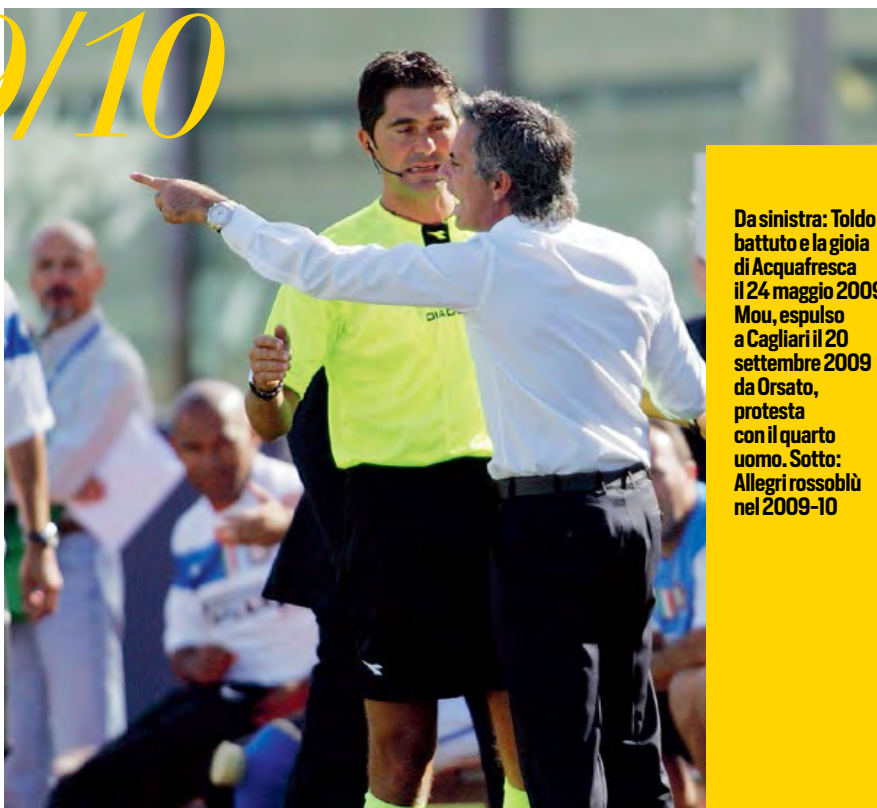 9/10
Da sinistra: Toldo
battuto e la gioia
di Acquafresca
il 24 maggio 2009
Mou, espulso
a Cagliari il 20
settembre 2009
da Orsato,
protesta
con il quarto
uomo. Sotto:
Allegri rossoblù
nel 2009-10